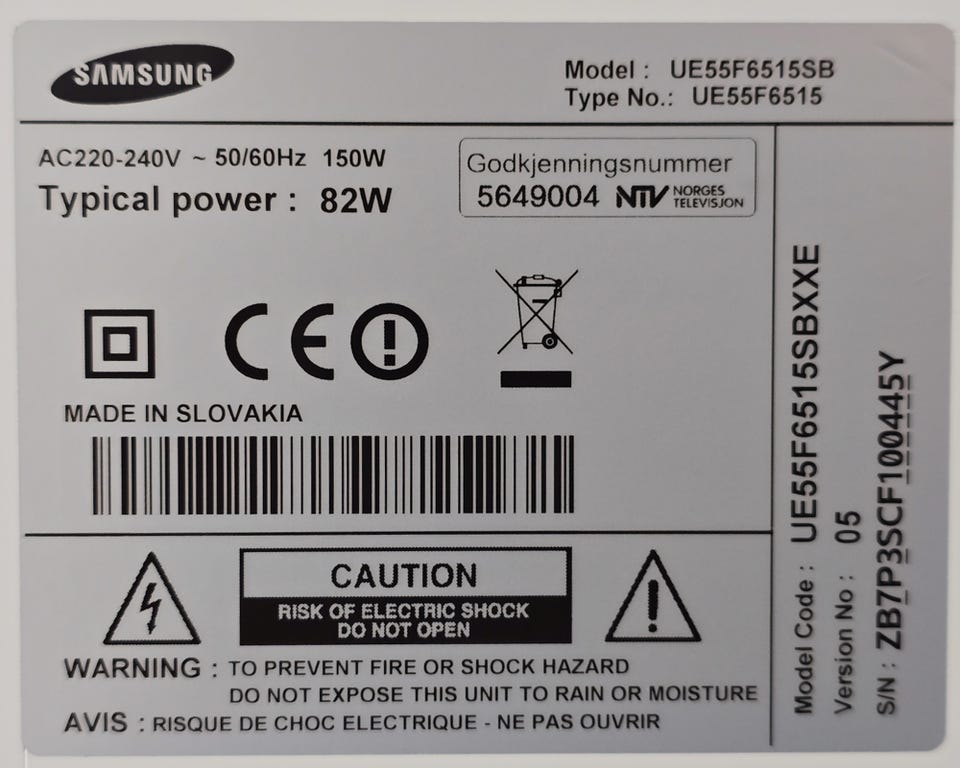 SAMSUNG
Model : UE55F6515SB
Type No.: UE55F6515
AC220-240V ~ 50/60Hz 150W
Typical power : 82W
Godkjenningsnummer
5649004 NTV NORGES
TELEVISJON
CE
MADE IN SLOVAKIA
CAUTION
RISK OF ELECTRIC SHOCK
DO NOT OPEN
WARNING : TO PREVENT FIRE OR SHOCK HAZARD
DO NOT EXPOSE THIS UNIT TO RAIN OR MOISTURE
AVIS : RISQUE DE CHOC ELECTRIQUE - NE PAS OUVRIR
Model Code : UE55F6515SBXXE
Version No : 05
S/N : ZB7P3SCF100445Y